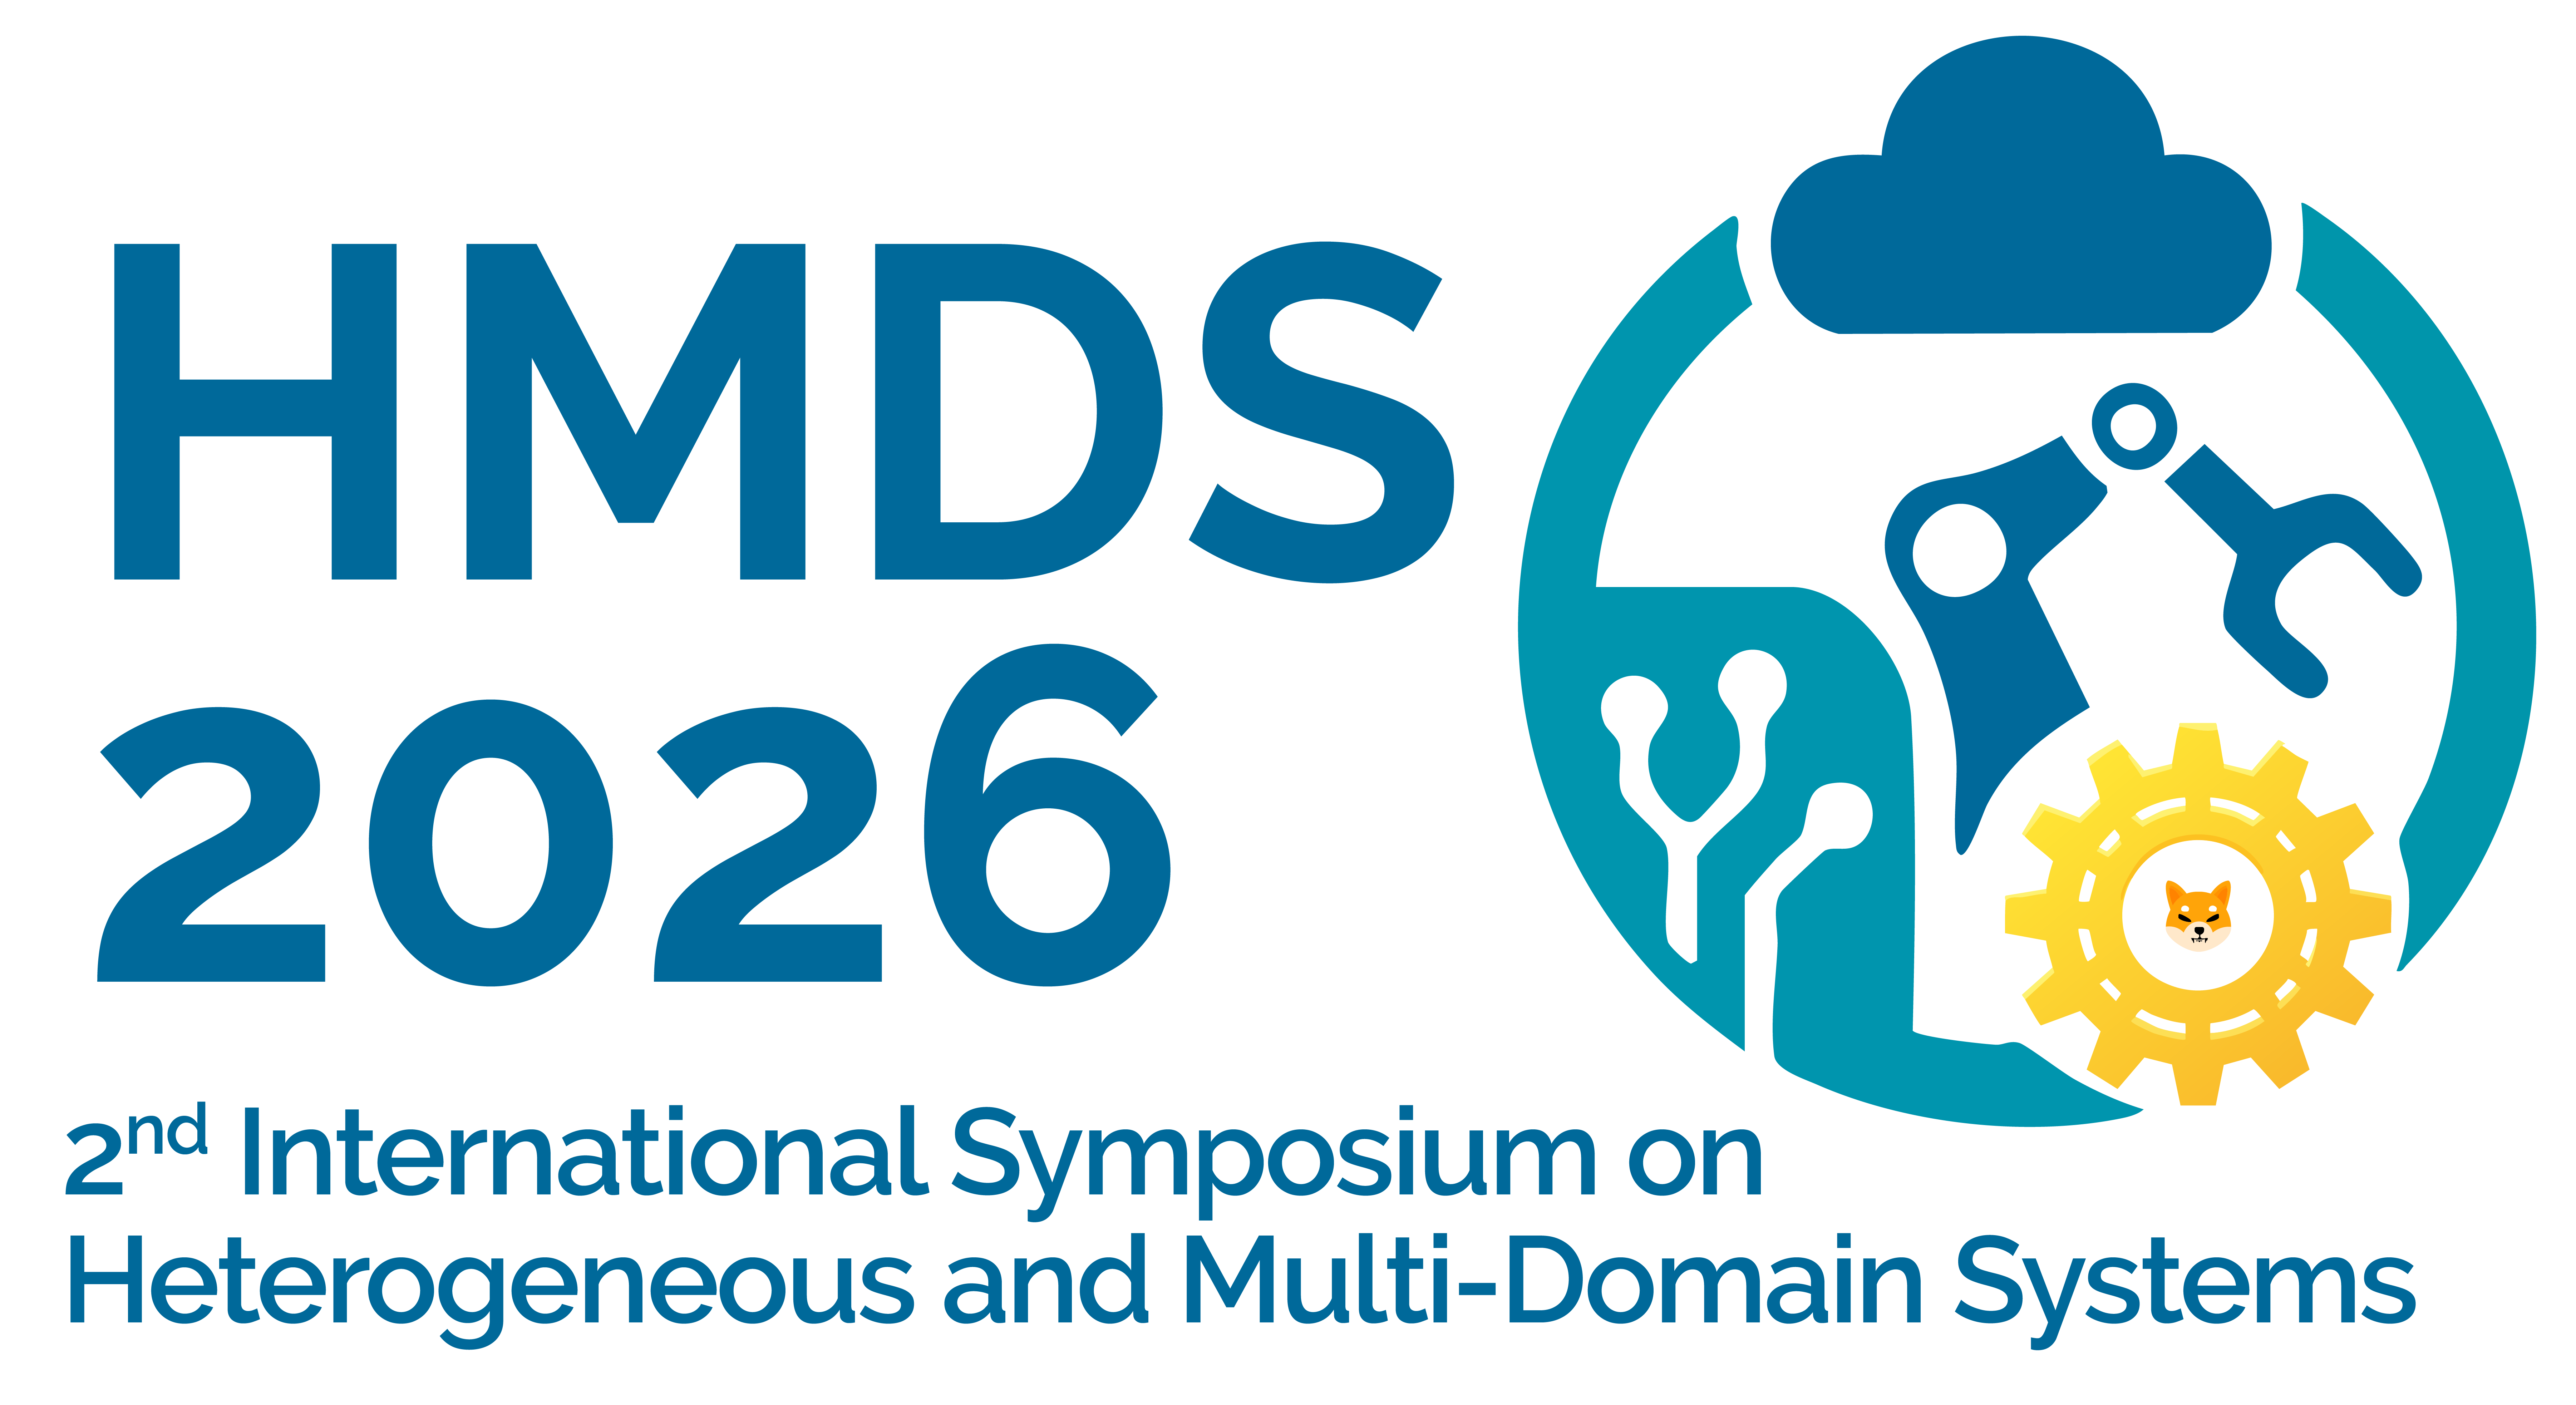 HMDS
2026
2nd International Symposium on
Heterogeneous and Multi-Domain Systems